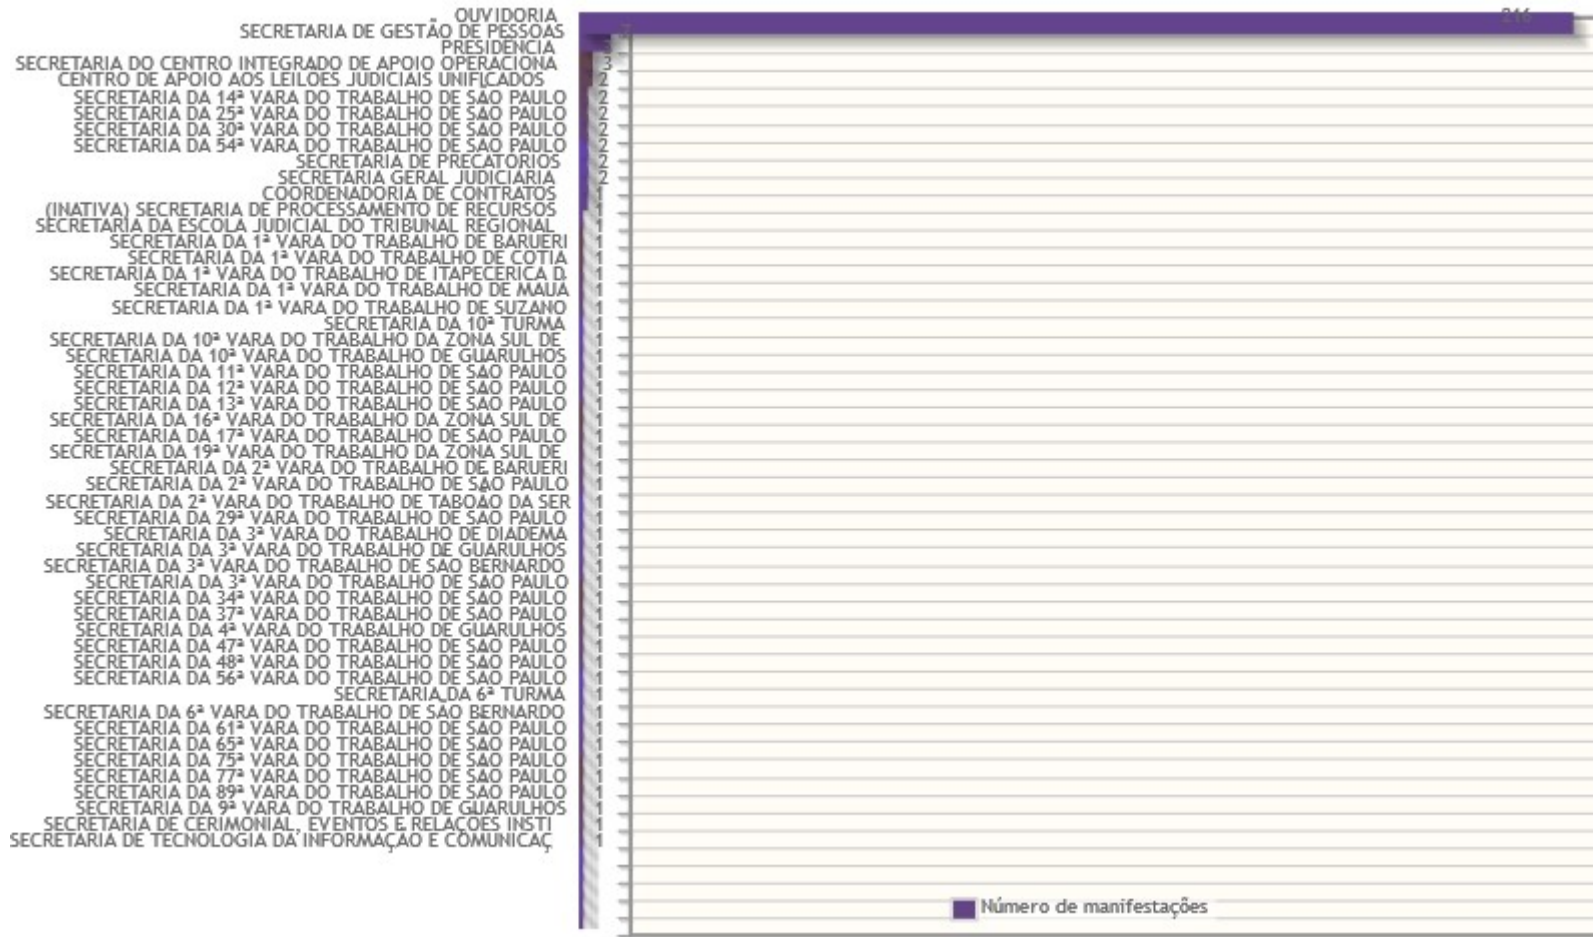 OUVIDORIA 216
SECRETARIA DE GESTÃO DE PESSOAS 7
PRESIDÊNCIA 3
SECRETARIA DO CENTRO INTEGRADO DE APOIO OPERACIONA 3
CENTRO DE APOIO AOS LEILÕES JUDICIAIS UNIFICADOS 2
SECRETARIA DA 14ª VARA DO TRABALHO DE SÃO PAULO 2
SECRETARIA DA 25ª VARA DO TRABALHO DE SÃO PAULO 2
SECRETARIA DA 30ª VARA DO TRABALHO DE SÃO PAULO 2
SECRETARIA DA 54ª VARA DO TRABALHO DE SÃO PAULO 2
SECRETARIA DE PRECATÓRIOS 2
SECRETARIA GERAL JUDICIÁRIA 2
COORDENADORIA DE CONTRATOS 1
(INATIVA) SECRETARIA DE PROCESSAMENTO DE RECURSOS 1
SECRETARIA DA ESCOLA JUDICIAL DO TRIBUNAL REGIONAL 1
SECRETARIA DA 1ª VARA DO TRABALHO DE BARUERI 1
SECRETARIA DA 1ª VARA DO TRABALHO DE COTIA 1
SECRETARIA DA 1ª VARA DO TRABALHO DE ITAPECERICA D 1
SECRETARIA DA 1ª VARA DO TRABALHO DE MAUÁ 1
SECRETARIA DA 1ª VARA DO TRABALHO DE SUZANO 1
SECRETARIA DA 10ª TURMA 1
SECRETARIA DA 10ª VARA DO TRABALHO DA ZONA SUL DE 1
SECRETARIA DA 10ª VARA DO TRABALHO DE GUARULHOS 1
SECRETARIA DA 11ª VARA DO TRABALHO DE SÃO PAULO 1
SECRETARIA DA 12ª VARA DO TRABALHO DE SÃO PAULO 1
SECRETARIA DA 13ª VARA DO TRABALHO DE SÃO PAULO 1
SECRETARIA DA 16ª VARA DO TRABALHO DA ZONA SUL DE 1
SECRETARIA DA 17ª VARA DO TRABALHO DE SÃO PAULO 1
SECRETARIA DA 19ª VARA DO TRABALHO DA ZONA SUL DE 1
SECRETARIA DA 2ª VARA DO TRABALHO DE BARUERI 1
SECRETARIA DA 2ª VARA DO TRABALHO DE SÃO PAULO 1
SECRETARIA DA 2ª VARA DO TRABALHO DE TABOÃO DA SER 1
SECRETARIA DA 29ª VARA DO TRABALHO DE SÃO PAULO 1
SECRETARIA DA 3ª VARA DO TRABALHO DE DIADEMA 1
SECRETARIA DA 3ª VARA DO TRABALHO DE GUARULHOS 1
SECRETARIA DA 3ª VARA DO TRABALHO DE SÃO BERNARDO 1
SECRETARIA DA 3ª VARA DO TRABALHO DE SÃO PAULO 1
SECRETARIA DA 34ª VARA DO TRABALHO DE SÃO PAULO 1
SECRETARIA DA 37ª VARA DO TRABALHO DE SÃO PAULO 1
SECRETARIA DA 4ª VARA DO TRABALHO DE GUARULHOS 1
SECRETARIA DA 47ª VARA DO TRABALHO DE SÃO PAULO 1
SECRETARIA DA 48ª VARA DO TRABALHO DE SÃO PAULO 1
SECRETARIA DA 56ª VARA DO TRABALHO DE SÃO PAULO 1
SECRETARIA DA 6ª TURMA 1
SECRETARIA DA 6ª VARA DO TRABALHO DE SÃO BERNARDO 1
SECRETARIA DA 61ª VARA DO TRABALHO DE SÃO PAULO 1
SECRETARIA DA 65ª VARA DO TRABALHO DE SÃO PAULO 1
SECRETARIA DA 75ª VARA DO TRABALHO DE SÃO PAULO 1
SECRETARIA DA 77ª VARA DO TRABALHO DE SÃO PAULO 1
SECRETARIA DA 89ª VARA DO TRABALHO DE SÃO PAULO 1
SECRETARIA DA 9ª VARA DO TRABALHO DE GUARULHOS 1
SECRETARIA DE CERIMONIAL, EVENTOS E RELAÇÕES INSTI 1
SECRETARIA DE TECNOLOGIA DA INFORMAÇÃO E COMUNICAÇ 1
Número de manifestações